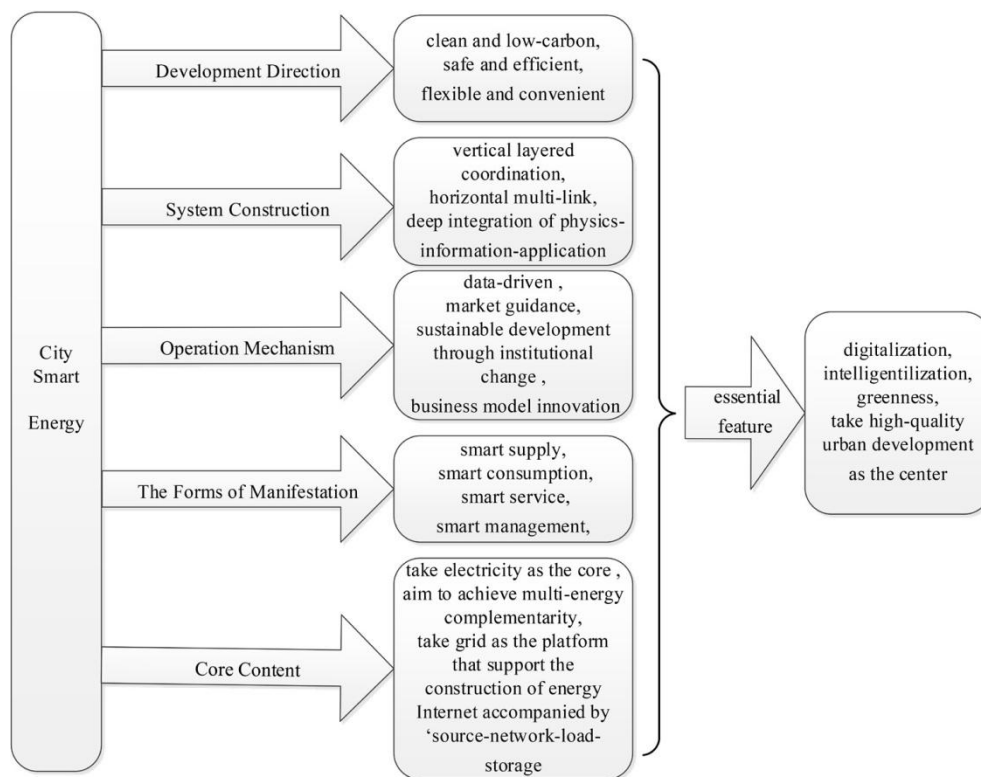 City
Smart
Energy
Development Direction
clean and low-carbon,
safe and efficient,
flexible and convenient
System Construction
vertical layered
coordination,
horizontal multi-link,
deep integration of physics-
information-application
Operation Mechanism
data-driven ,
market guidance,
sustainable development
through institutional
change ,
business model innovation
The Forms of Manifestation
smart supply,
smart consumption,
smart service,
smart management,
Core Content
take electricity as the core ,
aim to achieve multi-energy
complementarity,
take grid as the platform
that support the
construction of energy
Internet accompanied by
‘source-network-load-
storage
essential
feature
digitalization,
intelligentilization,
greenness,
take high-quality
urban development
as the center